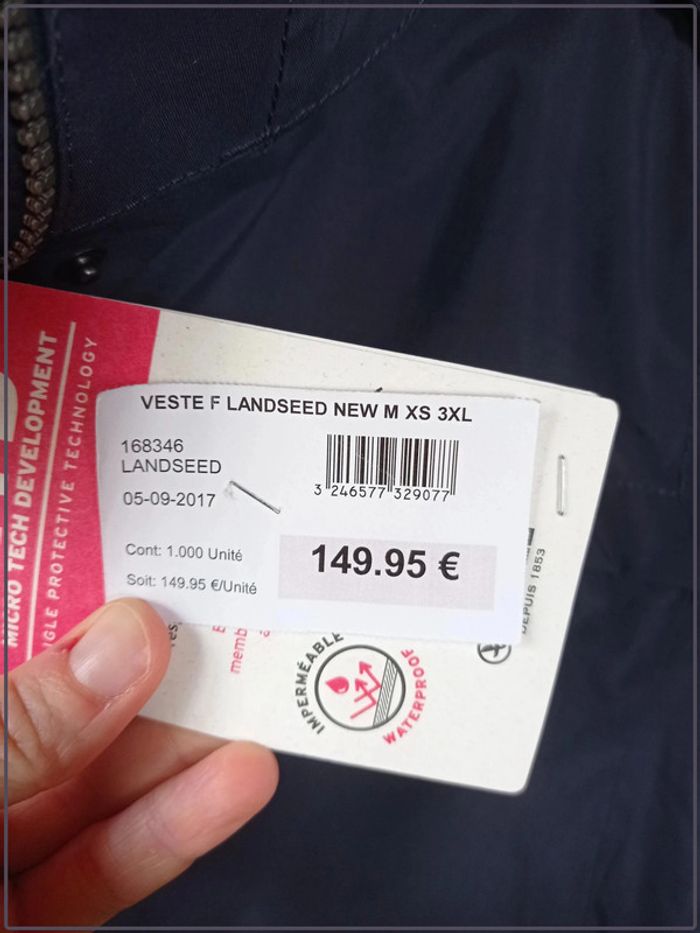 MICRO TECH DEVELOPMENT
TECHNOLOGY
PROTECTIVE
VESTE F LANDSEED NEW M XS 3XL
168346
LANDSEED
05-09-2017
3 246577 329077
Cont: 1.000 Unité
149.95 €
Soit: 149.95 €/Unité
DEPUIS 1853
memb
IMPERMÉABLE
WATERPROOF